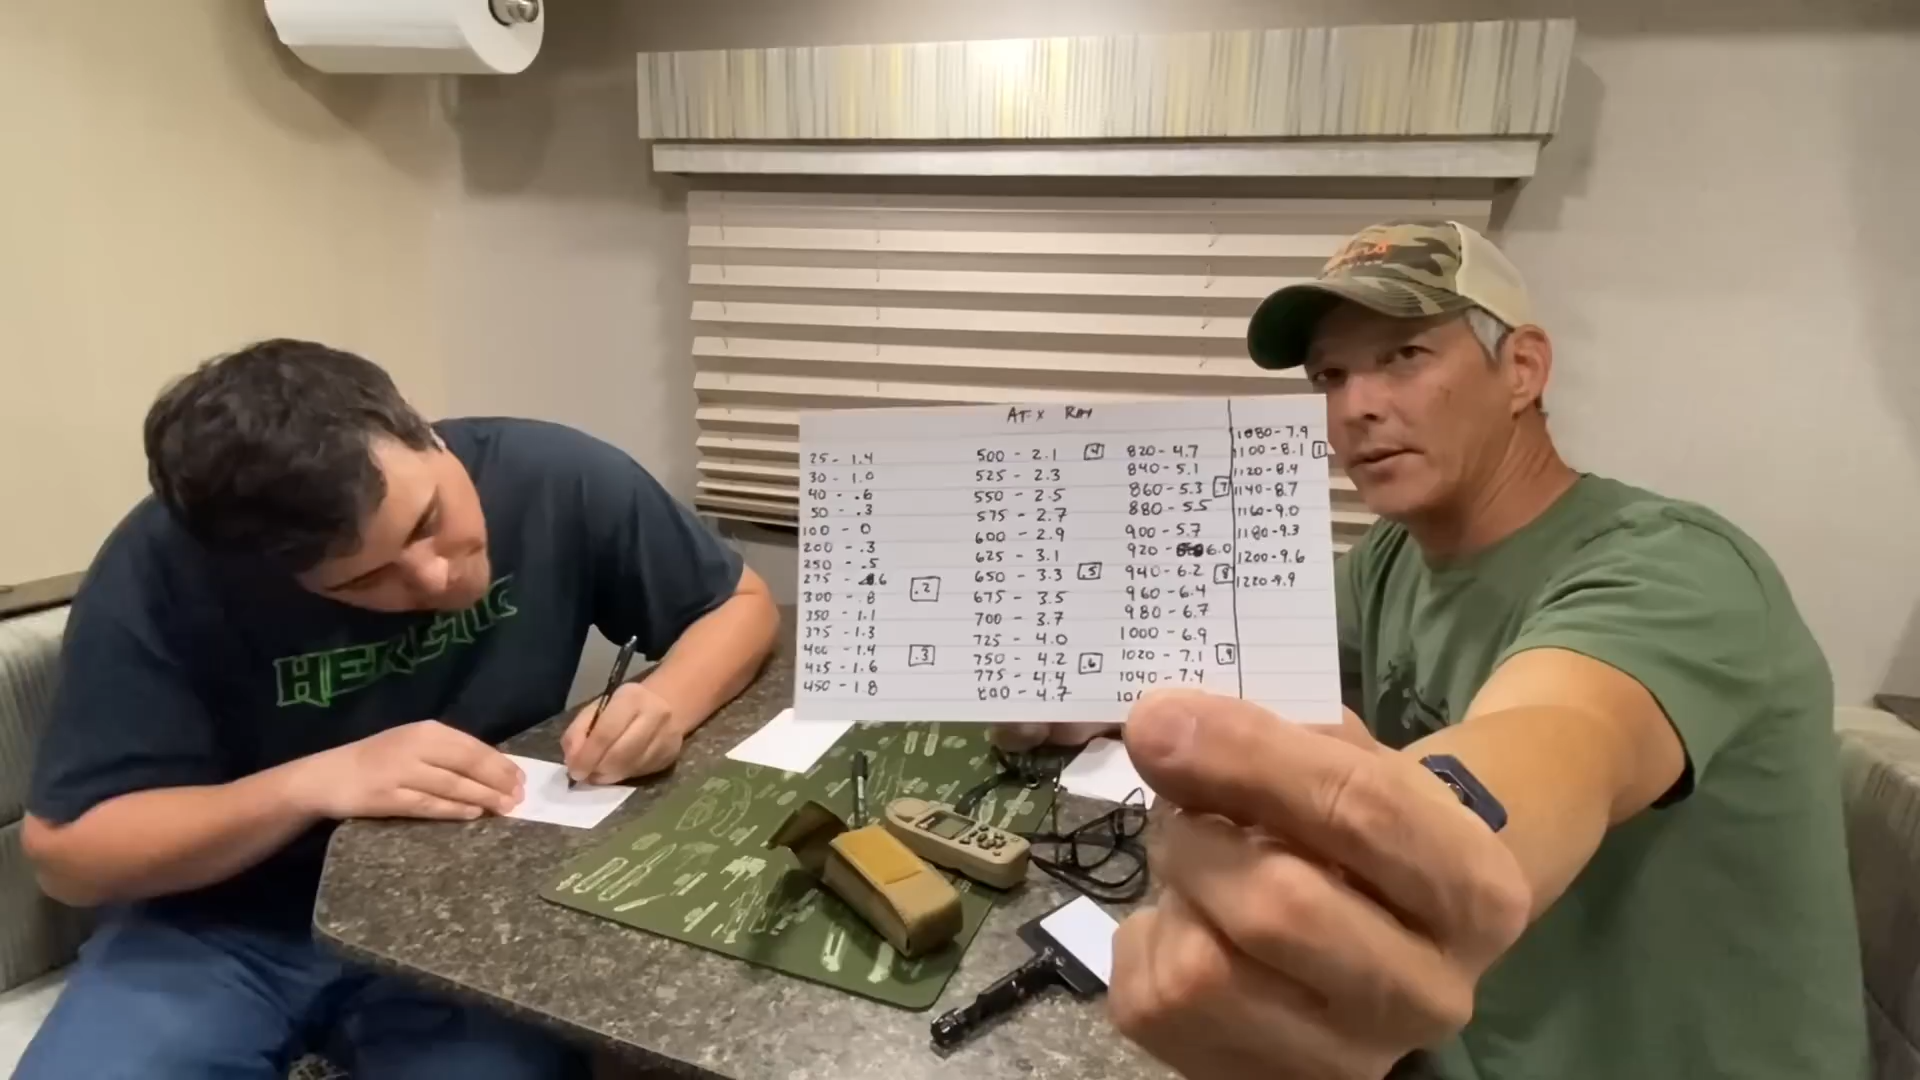 AT-X RAY
25 - 1.4
30 - 1.0
40 - .6
50 - .3
100 - 0
200 - .3
250 - .5
275 - .6
300 - .8 .2
350 - 1.1
375 - 1.3
400 - 1.4 .3
425 - 1.6
450 - 1.8
500 - 2.1 .4
525 - 2.3
550 - 2.5
575 - 2.7
600 - 2.9
625 - 3.1
650 - 3.3 .5
675 - 3.5
700 - 3.7
725 - 4.0
750 - 4.2 .6
775 - 4.4
800 - 4.7
820 - 4.7
840 - 5.1
860 - 5.3 .7
880 - 5.5
900 - 5.7
920 - 6.0
940 - 6.2 .8
960 - 6.4
980 - 6.7
1000 - 6.9
1020 - 7.1 .9
1040 - 7.4
1080 - 7.9
1100 - 8.1 1
1120 - 8.4
1140 - 8.7
1160 - 9.0
1180 - 9.3
1200 - 9.6
1220 - 9.9
HERETIC